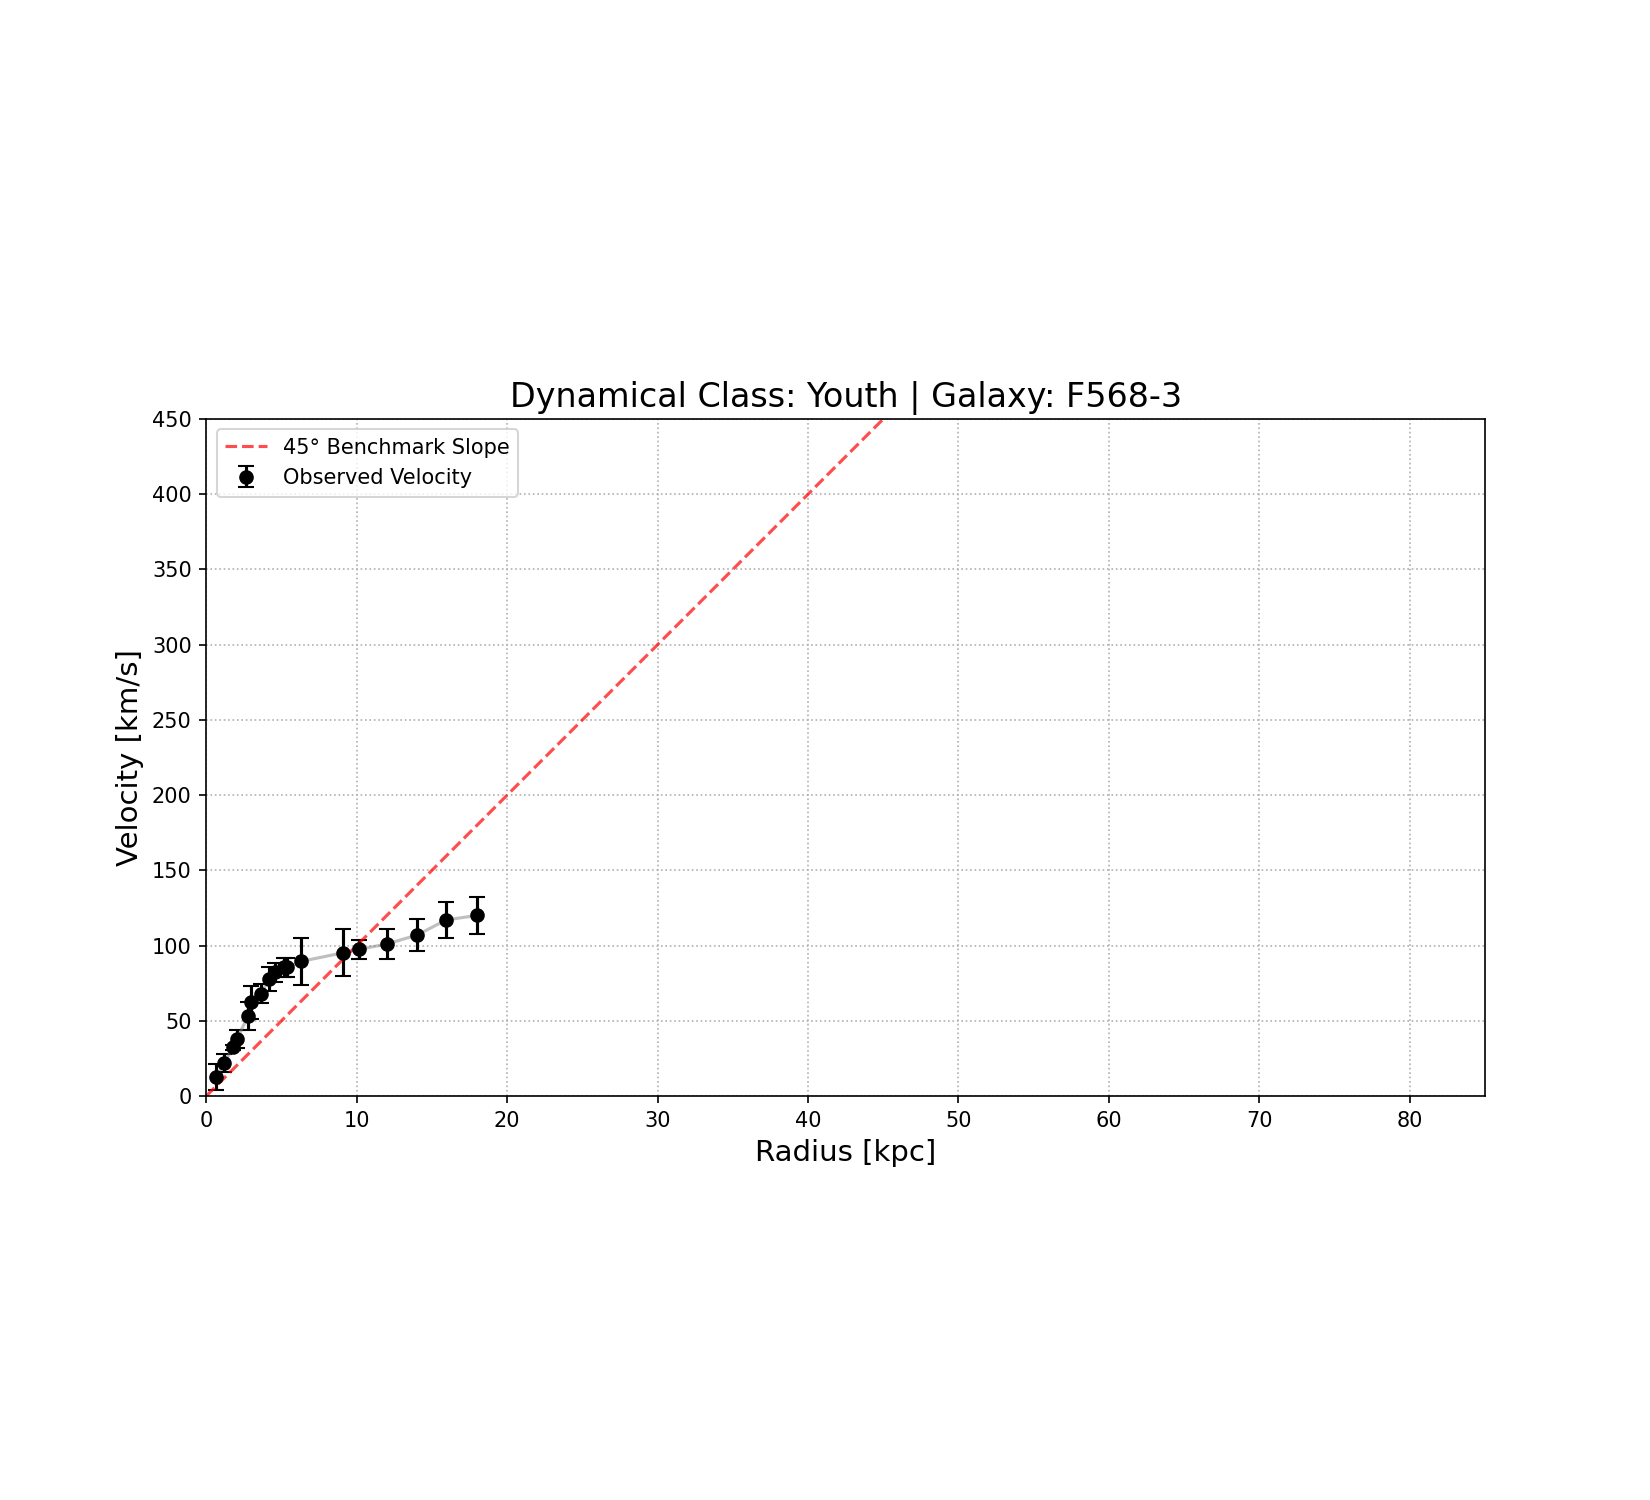 Dynamical Class: Youth | Galaxy: F568-3
450
400
350
300
250
200
150
100
50
0
45° Benchmark Slope
Observed Velocity
Velocity [km/s]
0 10 20 30 40 50 60 70 80
Radius [kpc]